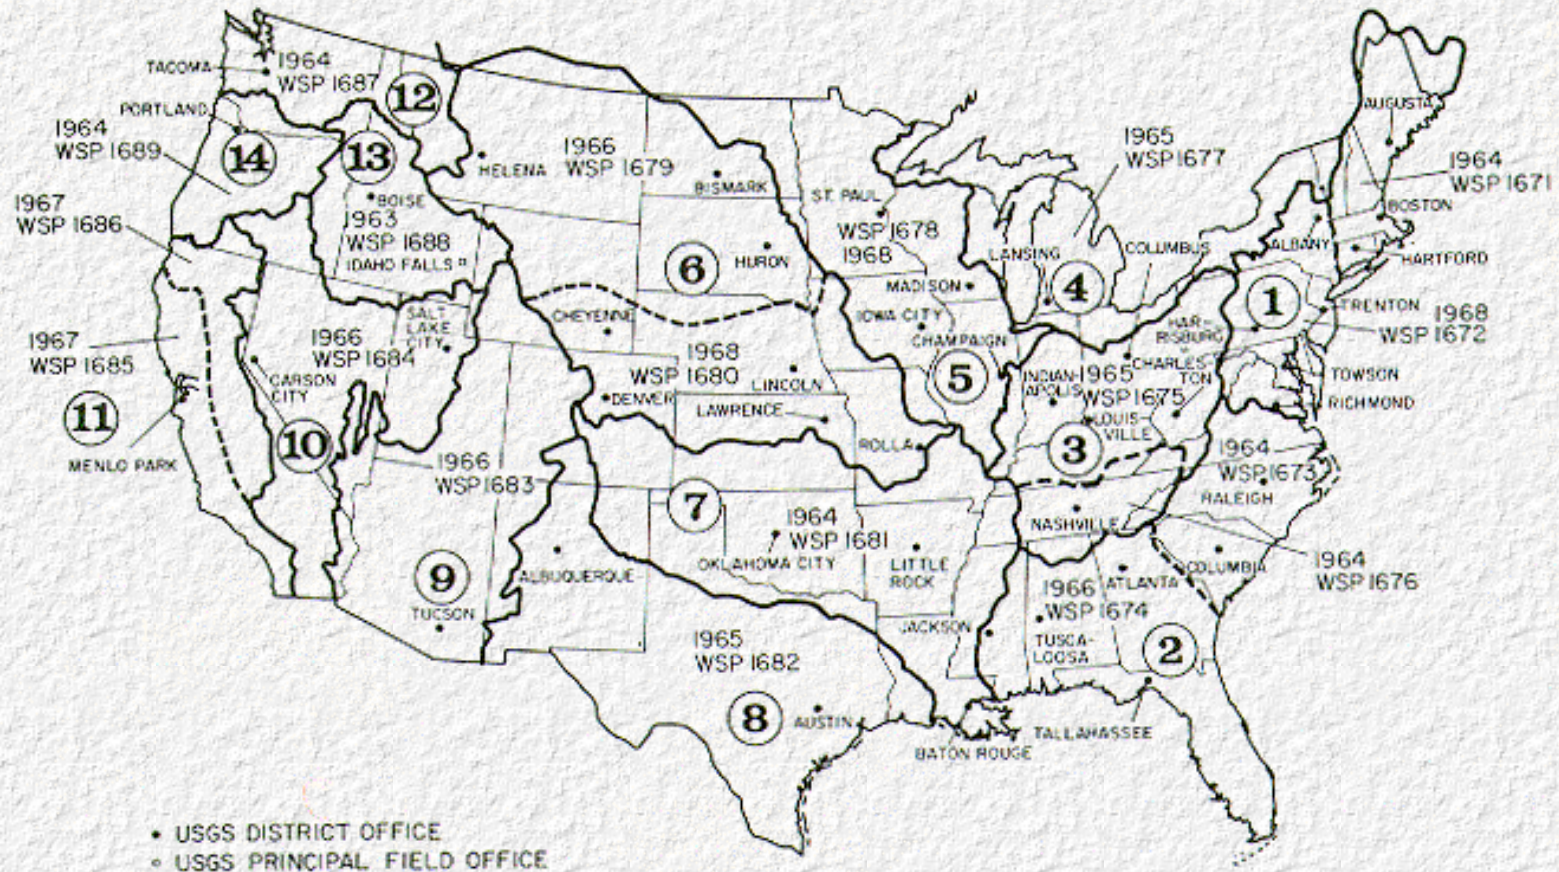 1964
WSP 1687
TACOMA
12
PORTLAND
1964
WSP 1689
14
13
HELENA
1966
WSP 1679
BISMARK
ST. PAUL
1965
WSP 1677
AUGUSTA
1964
WSP 1671
BOSTON
1967
WSP 1686
BOISE
1963
WSP 1688
IDAHO FALLS
6
HURON
WSP 1678
1968
LANSING
4
COLUMBUS
ALBANY
HARTFORD
MADISON
1
TRENTON
1968
WSP 1672
1967
WSP 1685
11
MENLO PARK
1966
WSP 1684
SALT
LAKE
CITY
CARSON
CITY
10
CHEYENNE
1968
WSP 1680
LINCOLN
DENVER
LAWRENCE
IOWA CITY
CHAMPAIGN
5
ROLLA
INDIAN-
APOLIS
1965
WSP 1675
LOUIS-
VILLE
3
HAR-
RISBURG
CHARLES-
TON
TOWSON
RICHMOND
1964
WSP 1673
RALEIGH
1966
WSP 1683
9
TUCSON
ALBUQUERQUE
7
1964
WSP 1681
OKLAHOMA CITY
LITTLE
ROCK
NASHVILLE
1964
WSP 1676
COLUMBIA
ATLANTA
1966
WSP 1674
JACKSON
TUSCA-
LOOSA
2
1965
WSP 1682
8
AUSTIN
BATON ROUGE
TALLAHASSEE
• USGS DISTRICT OFFICE
◦ USGS PRINCIPAL FIELD OFFICE